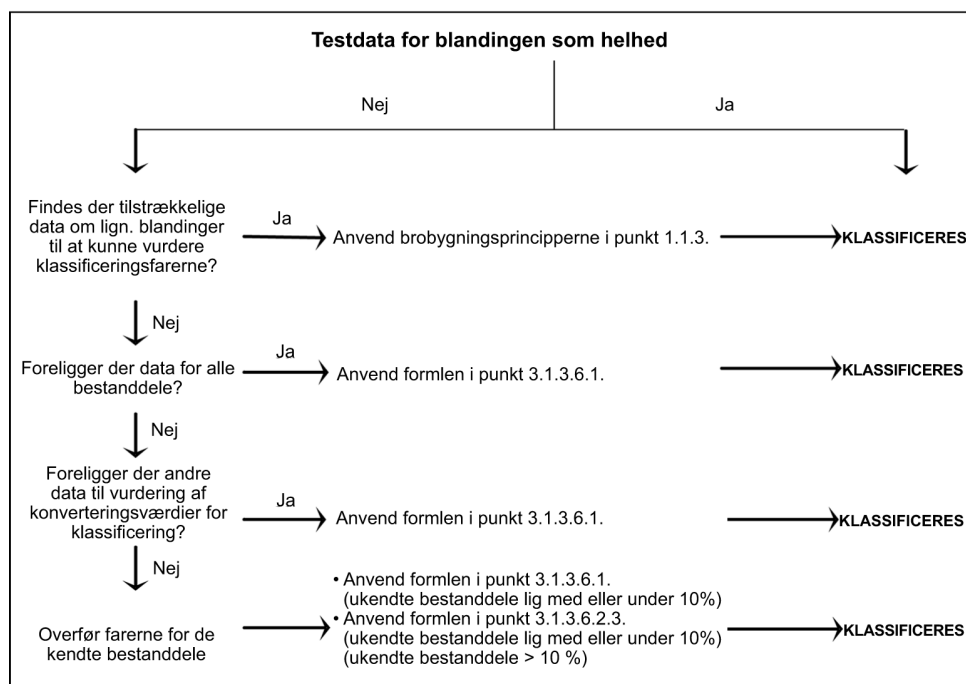 Testdata for blandingen som helhed
Nej
Ja
Findes der tilstrækkelige
data om lign. blandinger
til at kunne vurdere
klassificeringsfarerne?
Ja
Anvend brobygningsprincipperne i punkt 1.1.3.
KLASSIFICERES
Nej
Foreligger der data for alle
bestanddele?
Ja
Anvend formlen i punkt 3.1.3.6.1.
KLASSIFICERES
Nej
Foreligger der andre
data til vurdering af
konverteringsværdier for
klassificering?
Ja
Anvend formlen i punkt 3.1.3.6.1.
KLASSIFICERES
Nej
Overfør farerne for de
kendte bestanddele
• Anvend formlen i punkt 3.1.3.6.1.
(ukendte bestanddele lig med eller under 10%)
• Anvend formlen i punkt 3.1.3.6.2.3.
(ukendte bestanddele lig med eller under 10%)
(ukendte bestanddele > 10 %)
KLASSIFICERES